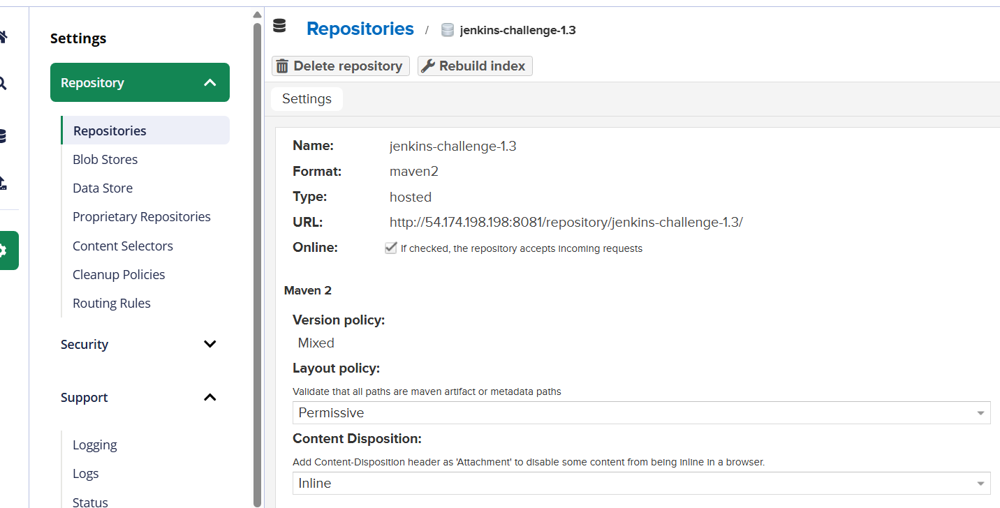 Settings
Repository
Repositories
Blob Stores
Data Store
Proprietary Repositories
Content Selectors
Cleanup Policies
Routing Rules
Security
Support
Logging
Logs
Status
Repositories / jenkins-challenge-1.3
Delete repository Rebuild index
Settings
Name: jenkins-challenge-1.3
Format: maven2
Type: hosted
URL: http://54.174.198.198:8081/repository/jenkins-challenge-1.3/
Online: If checked, the repository accepts incoming requests
Maven 2
Version policy:
Mixed
Layout policy:
Validate that all paths are maven artifact or metadata paths
Permissive
Content Disposition:
Add Content-Disposition header as 'Attachment' to disable some content from being inline in a browser.
Inline